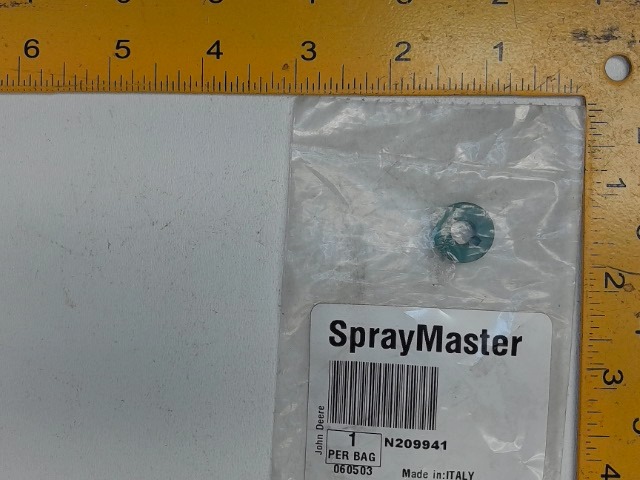 6 5 4 3 2 1
1
2
3
4
SprayMaster
John Deere
1
PER BAG
N209941
060503
Made in:ITALY